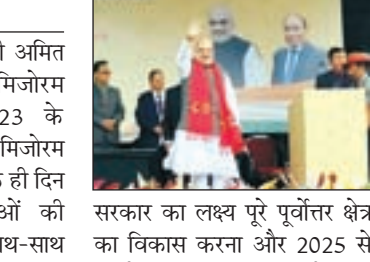 अमित
मिजोरम
23 के
मिजोरम
ही दिन
ओं की
थ-साथ
सरकार का लक्ष्य पूरे पूर्वोत्तर क्षेत्र
का विकास करना और 2025 से